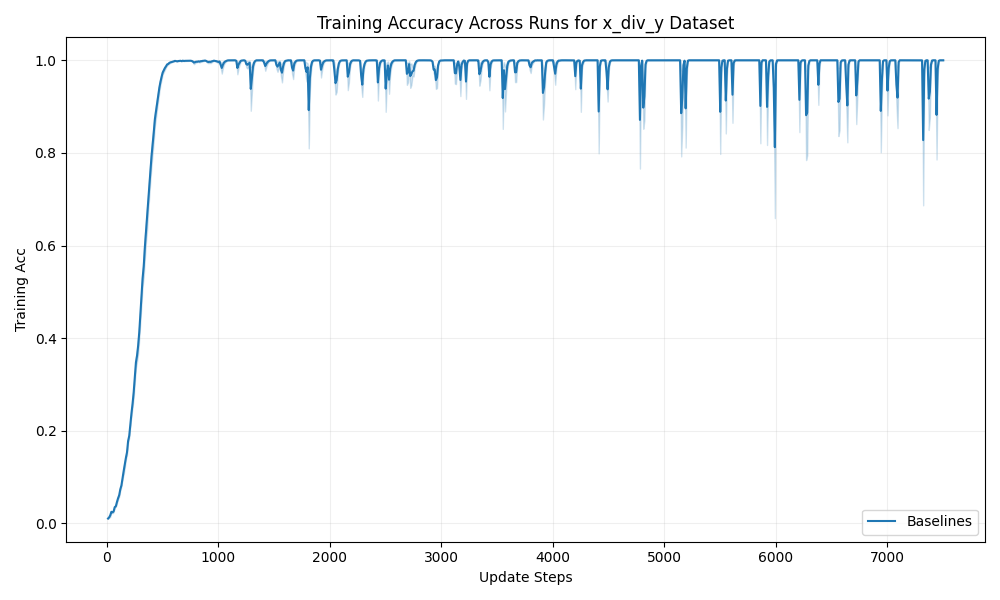 Training Accuracy Across Runs for x_div_y Dataset
1.0
0.8
0.6
0.4
0.2
0.0
Training Acc
Baselines
0 1000 2000 3000 4000 5000 6000 7000
Update Steps